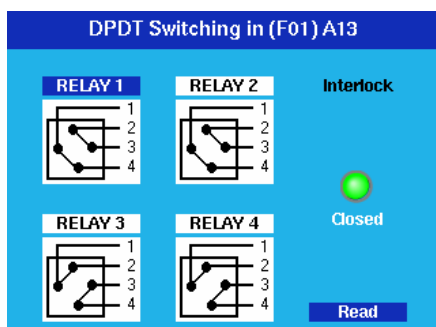 DPDT Switching in (F01) A13
RELAY 1
RELAY 2
Interlock
1
2
3
4
1
2
3
4
Closed
RELAY 3
RELAY 4
1
2
3
4
1
2
3
4
Read